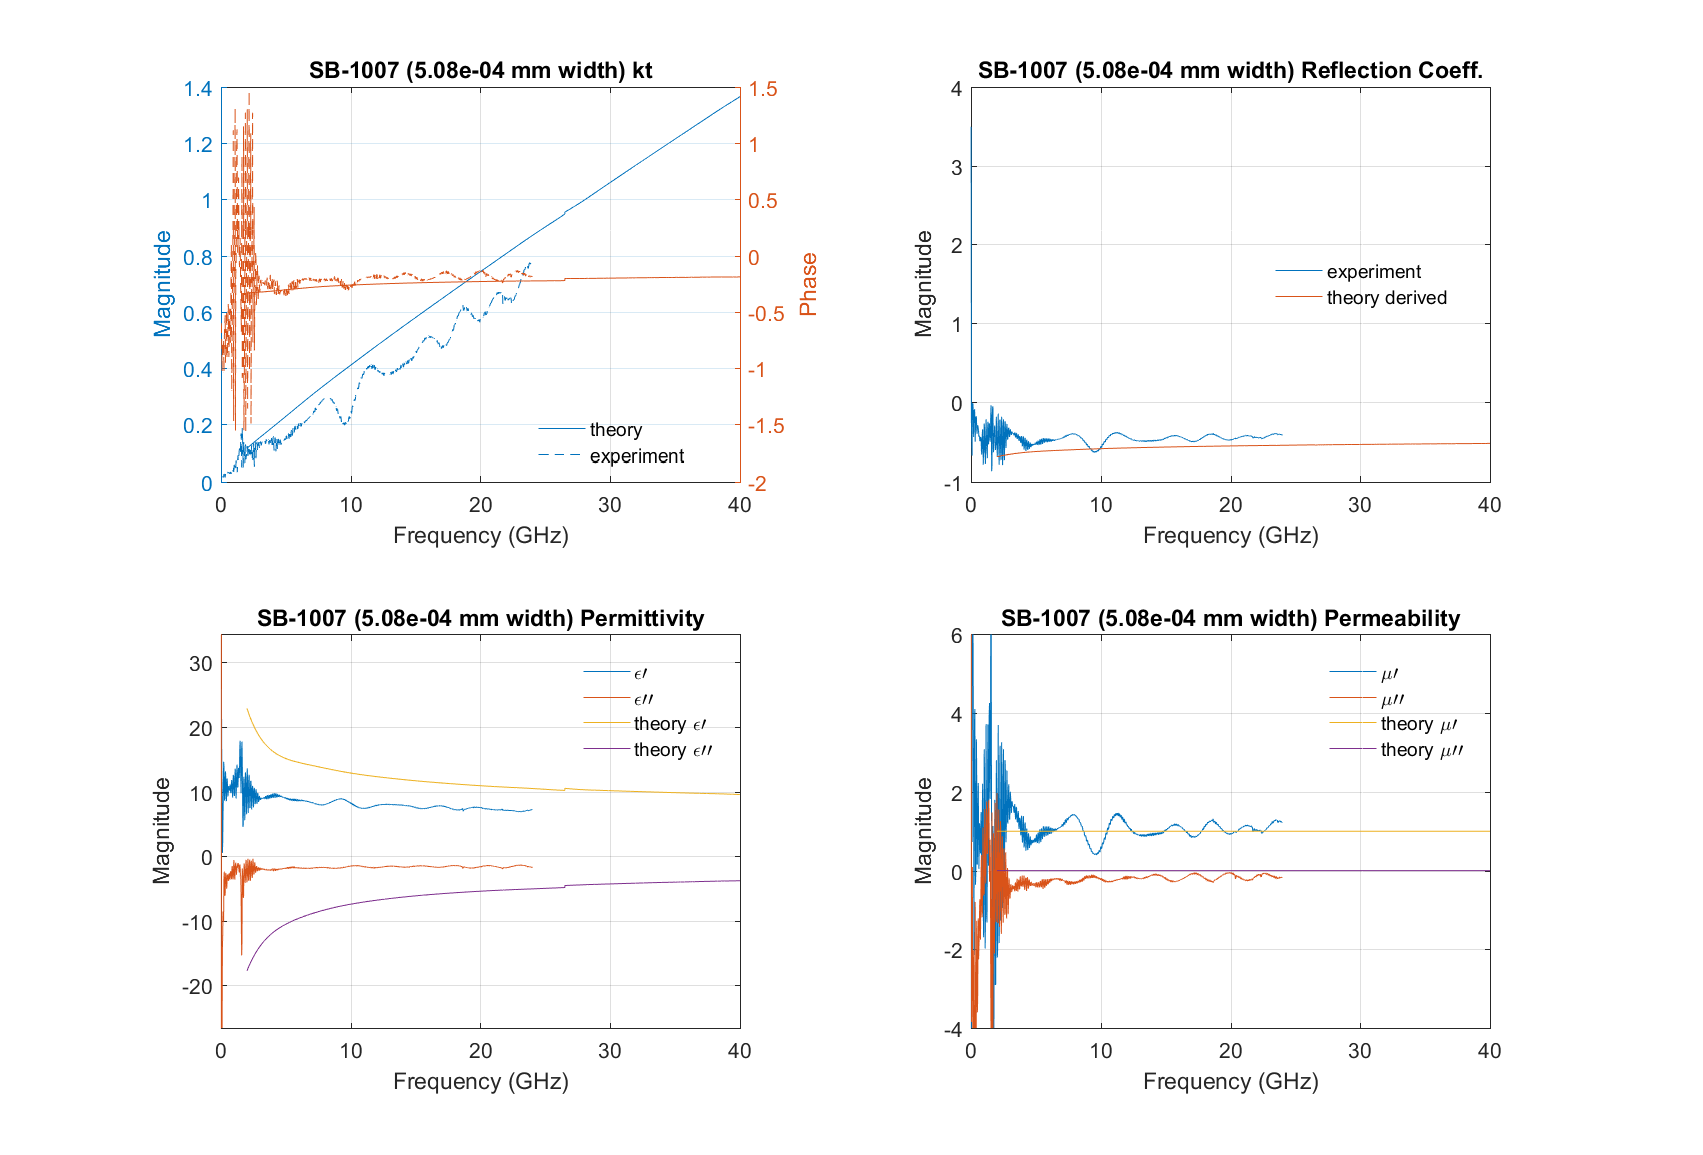 SB-1007 (5.08e-04 mm width) kt
1.4
1.2
1
0.8
0.6
0.4
0.2
0
Magnitude
1.5
1
0.5
0
-0.5
-1
-1.5
-2
Phase
theory
experiment
0 10 20 30 40
Frequency (GHz)
SB-1007 (5.08e-04 mm width) Reflection Coeff.
4
3
2
1
0
-1
Magnitude
experiment
theory derived
0 10 20 30 40
Frequency (GHz)
SB-1007 (5.08e-04 mm width) Permittivity
30
20
10
0
-10
-20
Magnitude
ϵ′
ϵ′′
theory ϵ′
theory ϵ′′
0 10 20 30 40
Frequency (GHz)
SB-1007 (5.08e-04 mm width) Permeability
6
4
2
0
-2
-4
Magnitude
μ′
μ′′
theory μ′
theory μ′′
0 10 20 30 40
Frequency (GHz)